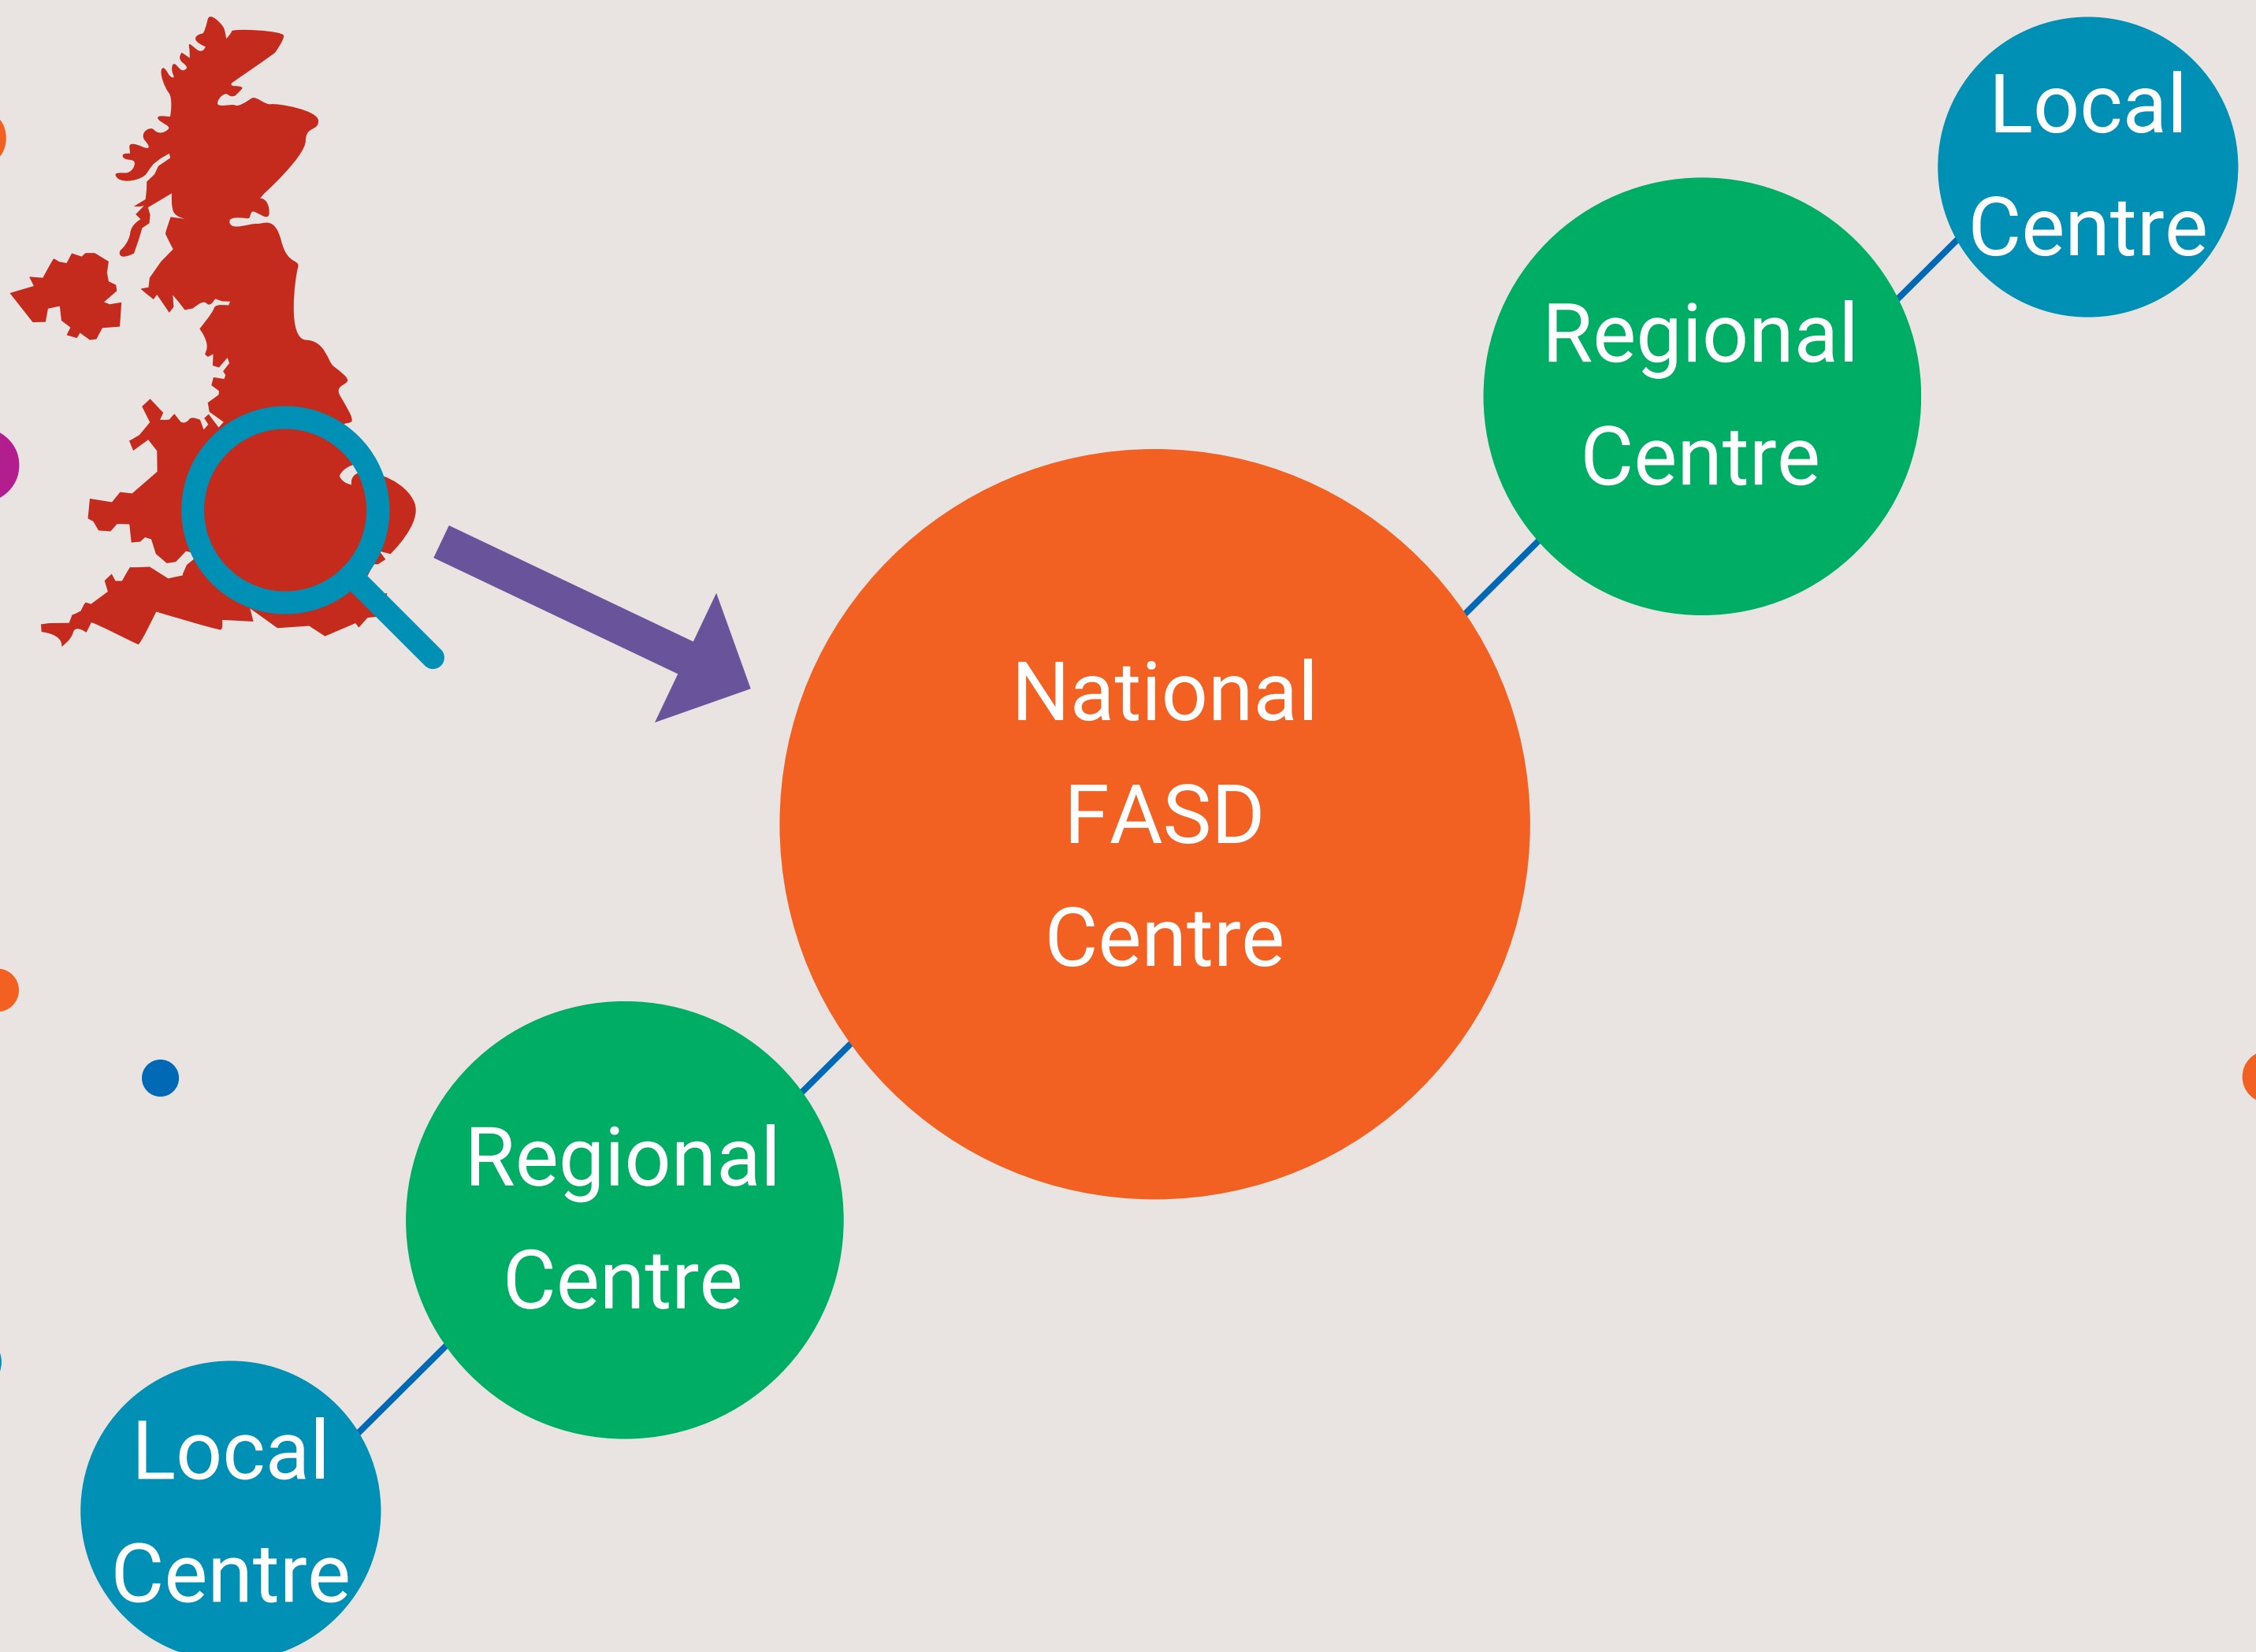 Local
Centre
Regional
Centre
National
FASD
Centre
Regional
Centre
Local
Centre